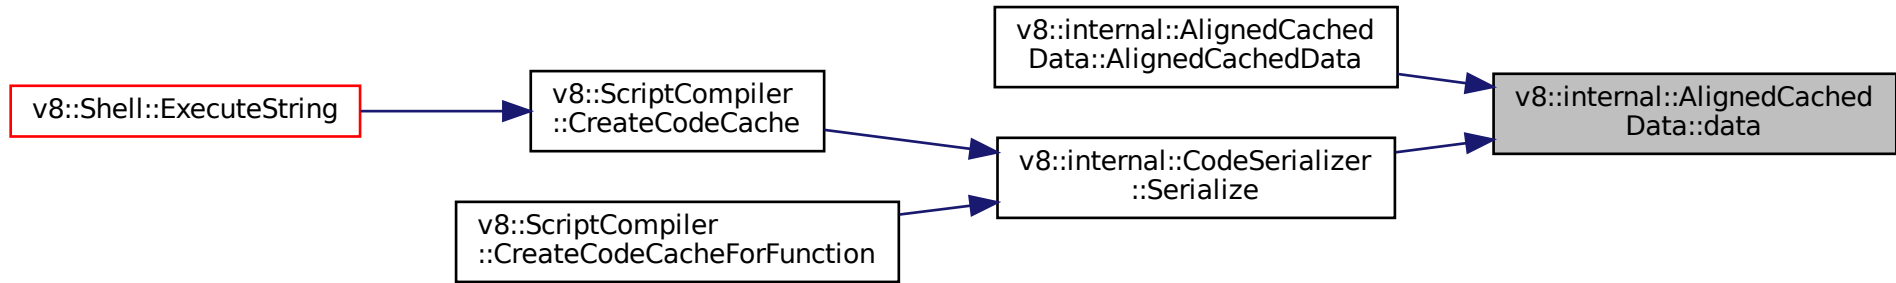 v8::internal::AlignedCached
Data::AlignedCachedData
v8::internal::AlignedCached
Data::data
v8::ScriptCompiler
::CreateCodeCache
v8::Shell::ExecuteString
v8::internal::CodeSerializer
::Serialize
v8::ScriptCompiler
::CreateCodeCacheForFunction